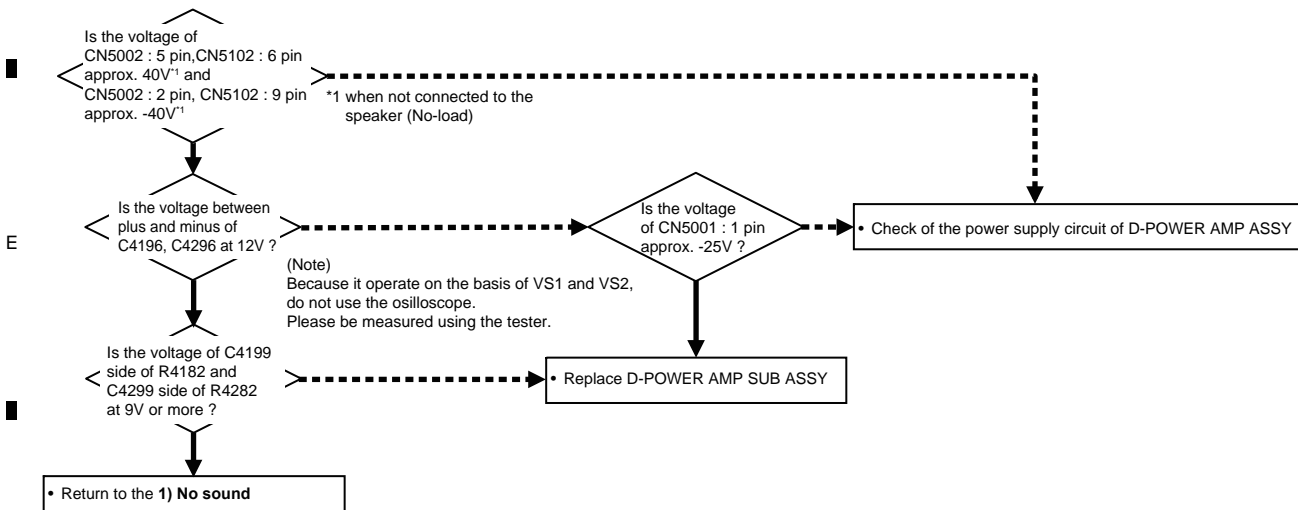 Is the voltage of
CN5002 : 5 pin,CN5102 : 6 pin
approx. 40V*1 and
CN5002 : 2 pin, CN5102 : 9 pin
approx. -40V*1
*1 when not connected to the
speaker (No-load)
E
Is the voltage between
plus and minus of
C4196, C4296 at 12V ?
Is the voltage
of CN5001 : 1 pin
approx. -25V ?
• Check of the power supply circuit of D-POWER AMP ASSY
(Note)
Because it operate on the basis of VS1 and VS2,
do not use the osilloscope.
Please be measured using the tester.
Is the voltage of C4199
side of R4182 and
C4299 side of R4282
at 9V or more ?
• Replace D-POWER AMP SUB ASSY
• Return to the 1) No sound